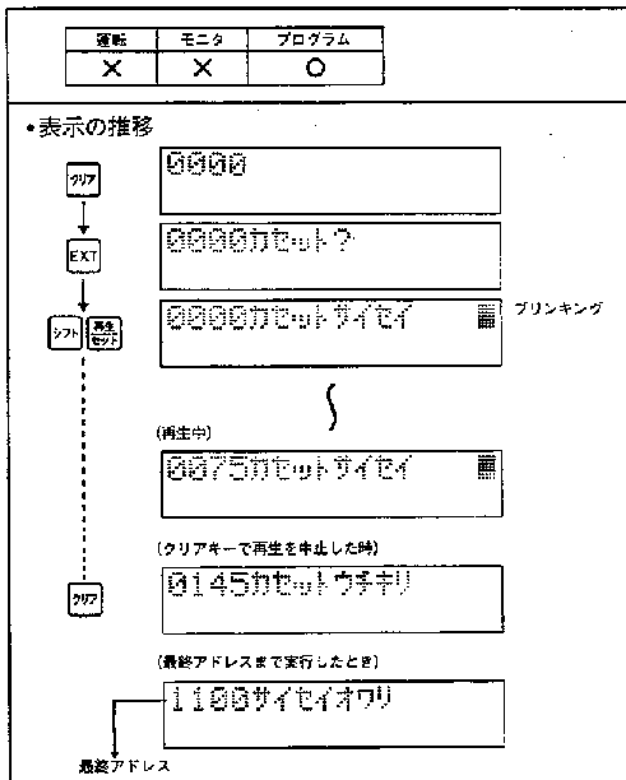 運転 モニタ プログラム
× × ○
•表示の推移
クリア
0000
EXT
0000カセット?
シフト 再生 セット
0000カセットサイセイ ブリンキング
(再生中)
0075カセットサイセイ
(クリアキーで再生を中止した時)
クリア
0145カセットウチキリ
(最終アドレスまで実行したとき)
1100サイセイオワリ
最終アドレス